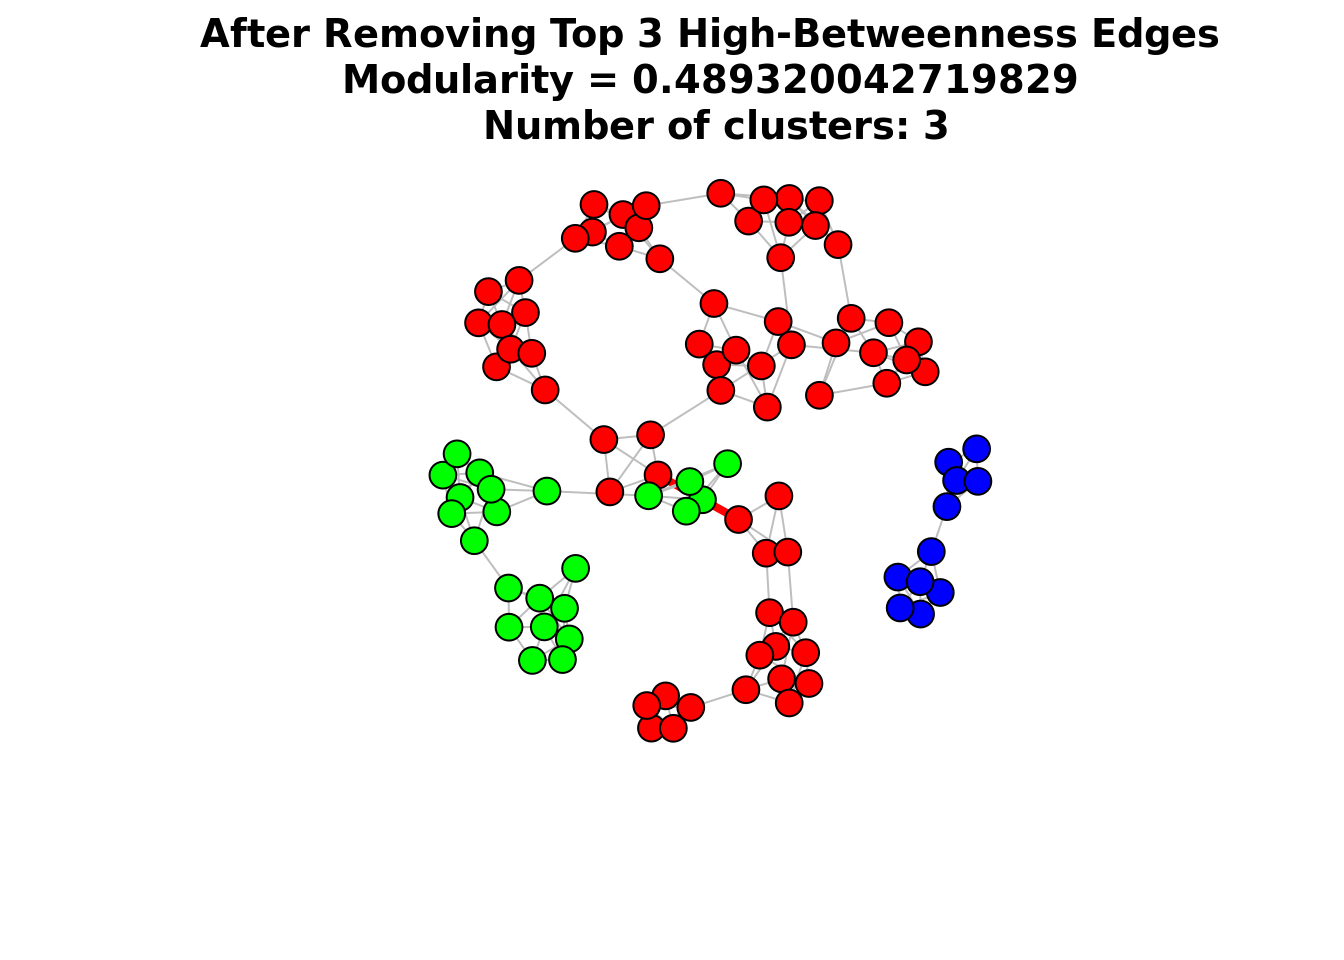 After Removing Top 3 High-Betweenness Edges
Modularity = 0.489320042719829
Number of clusters: 3